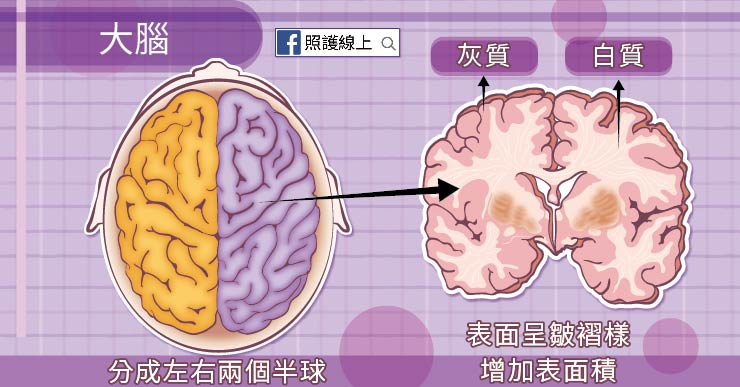 大腦
照護線上
灰質
白質
分成左右兩個半球
表面呈皺褶樣
增加表面積